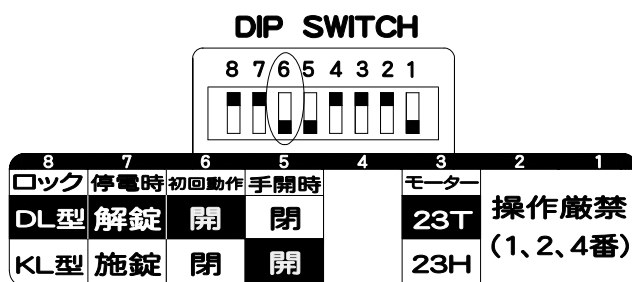 DIP SWITCH
8 7 6 5 4 3 2 1
8 7 6 5 4 3 2 1
ロック 停電時 初回動作 手開時 モーター 操作厳禁
DL型 解錠 開 閉 23T (1、2、4番)
KL型 施錠 閉 開 23H